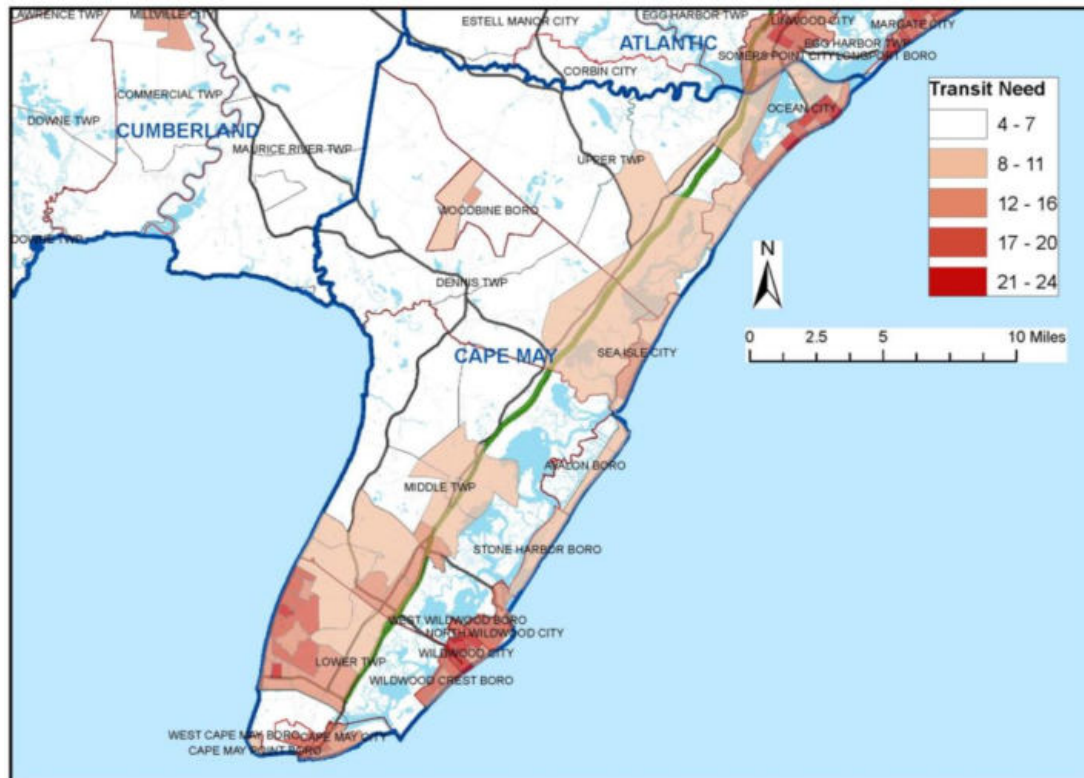 LAWRENCE TWP
MILLVILLE CITY
ESTELL MANOR CITY
EGG HARBOR TWP
LINWOOD CITY
MARGATE CITY
ATLANTIC
EGG HARBOR TWP
SOMERS POINT CITY
LONGPORT BORO
CORBIN CITY
Transit Need
4 - 7
8 - 11
12 - 16
17 - 20
21 - 24
COMMERCIAL TWP
OCEAN CITY
DOWNE TWP
CUMBERLAND
MAURICE RIVER TWP
UPPER TWP
WOODBINE BORO
DOWNE TWP
N
DENNIS TWP
0 2.5 5 10 Miles
CAPE MAY
SEA ISLE CITY
AVALON BORO
MIDDLE TWP
STONE HARBOR BORO
WEST WILDWOOD BORO
NORTH WILDWOOD CITY
WILDWOOD CITY
LOWER TWP
WILDWOOD CREST BORO
WEST CAPE MAY BORO
CAPE MAY CITY
CAPE MAY POINT BORO